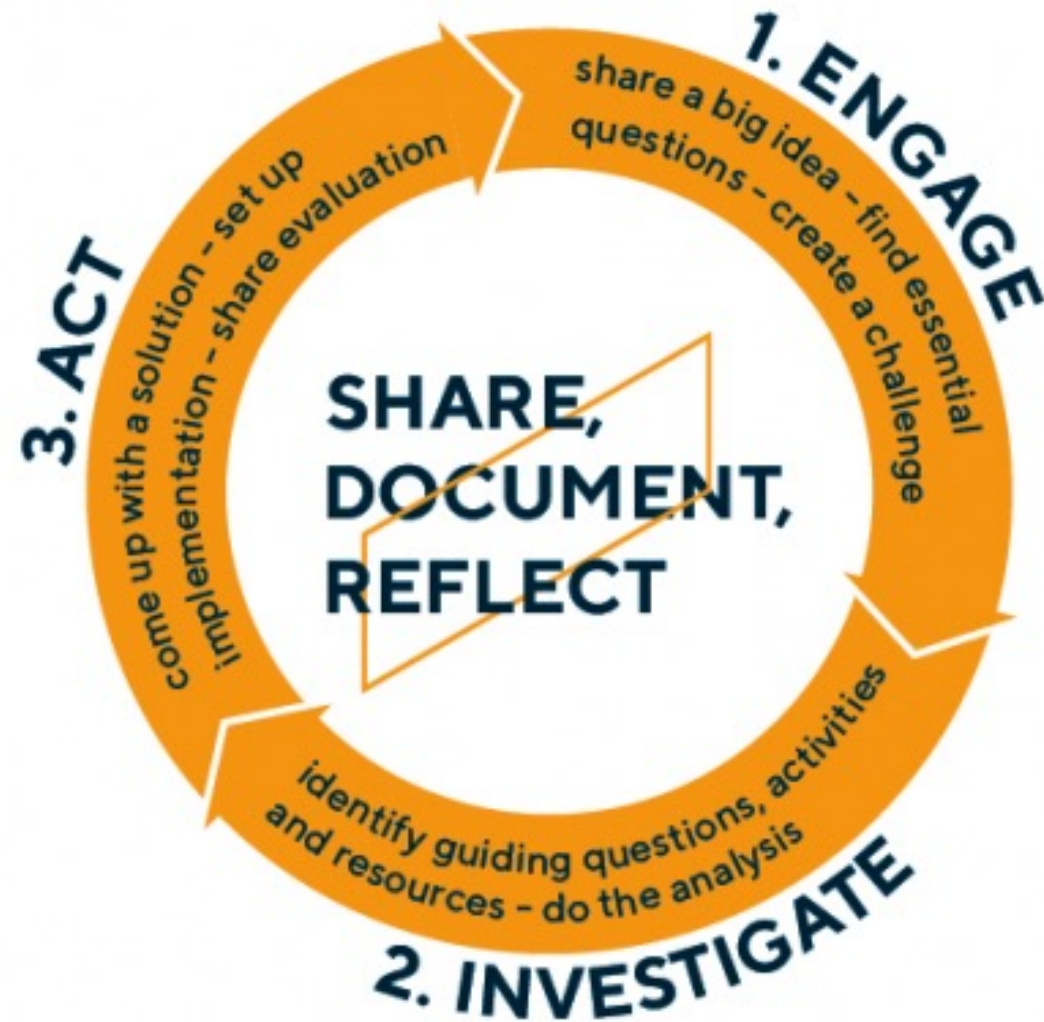 1. ENGAGE
share a big idea - find essential
questions - create a challenge
2. INVESTIGATE
identify guiding questions, activities
and resources - do the analysis
3. ACT
come up with a solution - set up
implementation - share evaluation
SHARE,
DOCUMENT,
REFLECT